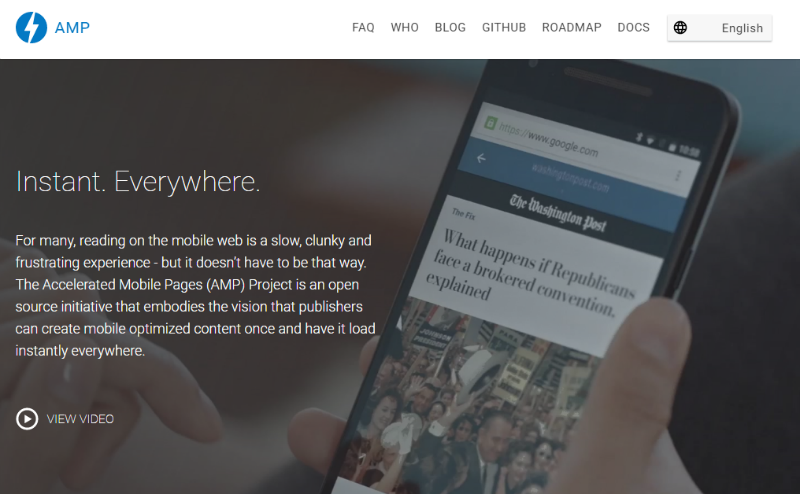 AMP
FAQ WHO BLOG GITHUB ROADMAP DOCS English
Instant. Everywhere.
For many, reading on the mobile web is a slow, clunky and
frustrating experience - but it doesn't have to be that way.
The Accelerated Mobile Pages (AMP) Project is an open
source initiative that embodies the vision that publishers
can create mobile optimized content once and have it load
instantly everywhere.
VIEW VIDEO
10:58
https://www.google.com
washingtonpost.com
The Washington Post
The Fix
What happens if Republicans
face a brokered convention,
explained